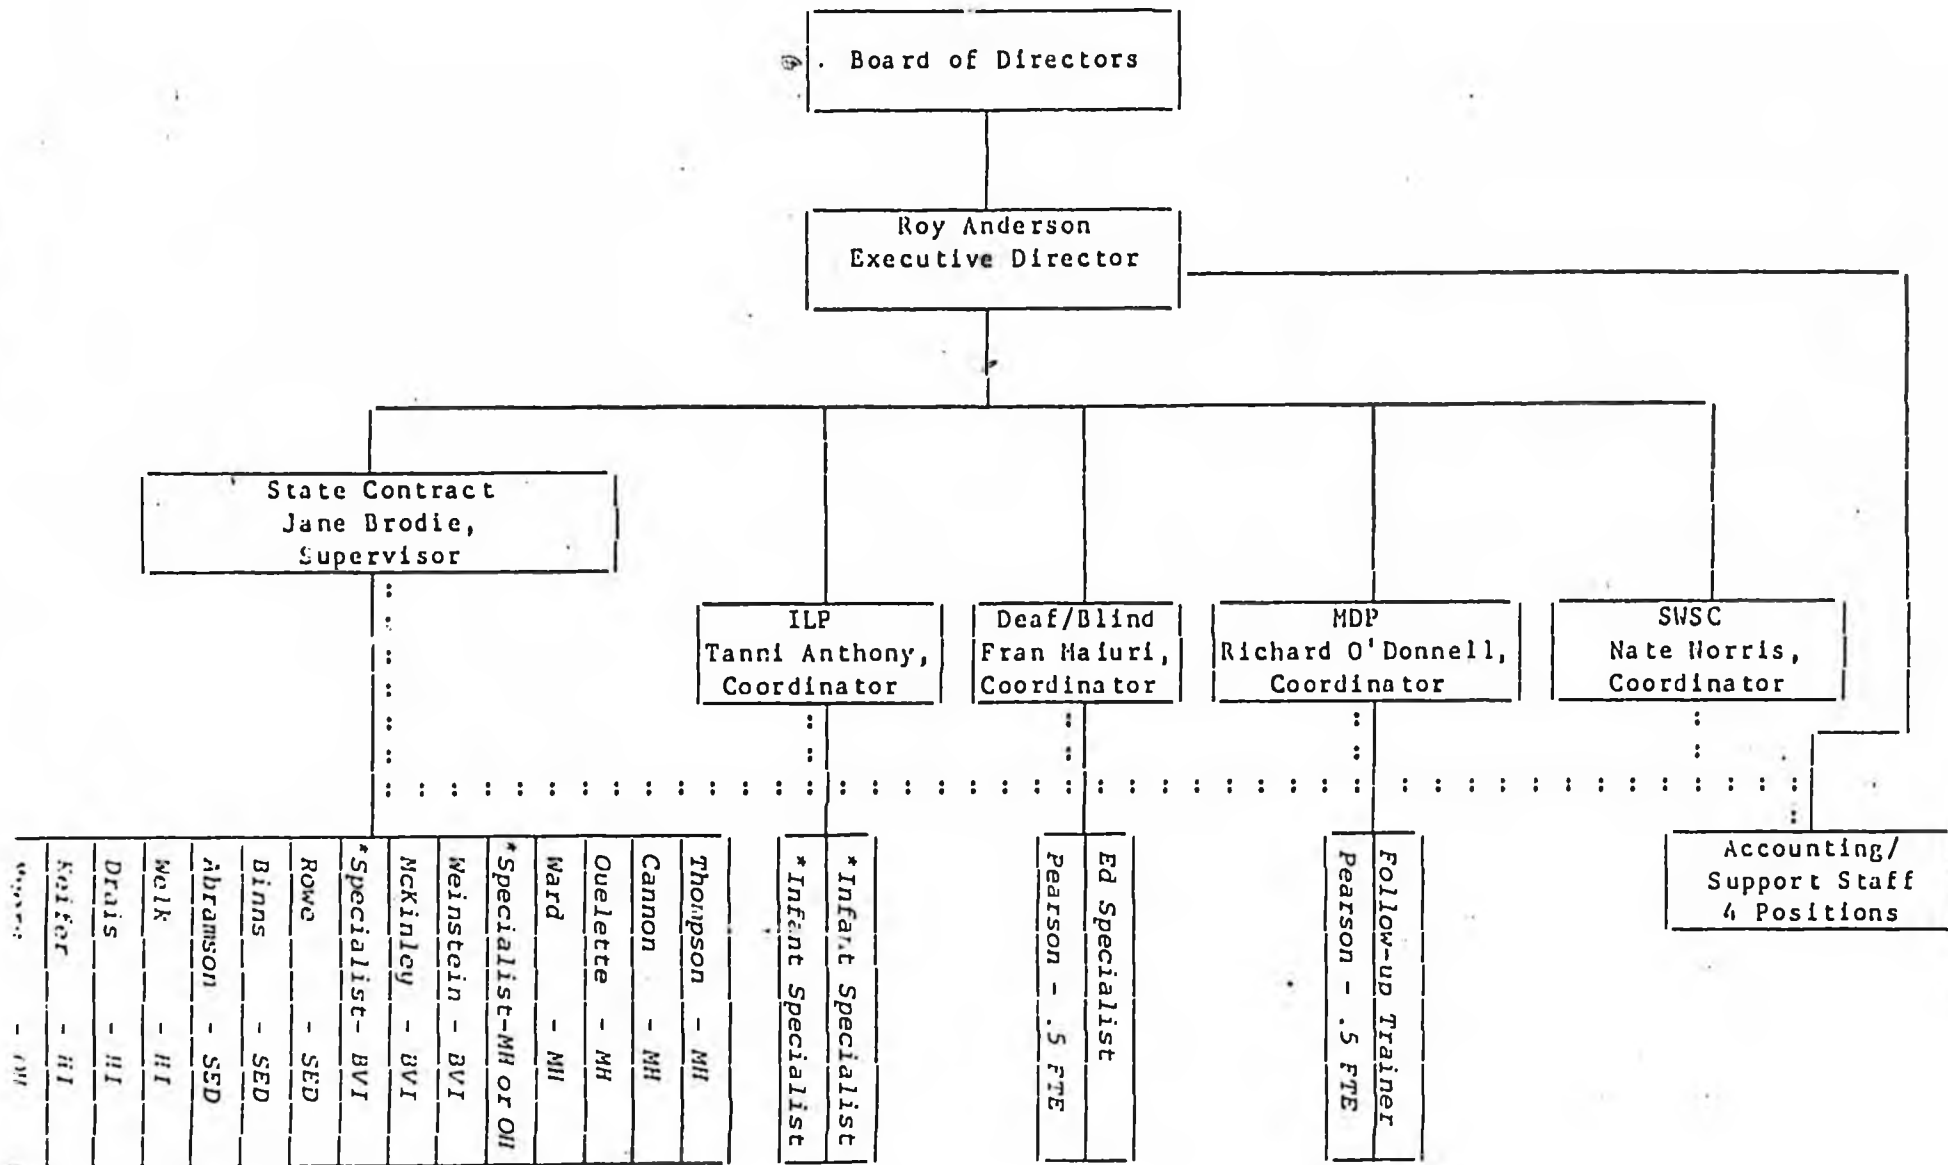 Board of Directors
Roy Anderson
Executive Director
State Contract
Jane Brodie,
Supervisor
ILP
Tanni Anthony,
Coordinator
Deaf/Blind
Fran Maiuri,
Coordinator
MDP
Richard O'Donnell,
Coordinator
SWSC
Nate Norris,
Coordinator
Accounting/
Support Staff
4 Positions
Thompson - MH
Cannon - MH
Ouelette - MH
Ward - MH
*Specialist-MH or OH
Weinstein - BVI
McKinley - BVI
*Specialist- BVI
Rowe - SED
Binns - SED
Abramson - SED
Welk - HI
Drais - HI
Keifer - HI
*Infant Specialist
*Infant Specialist
Ed Specialist
Pearson - .5 FTE
Follow-up Trainer
Pearson - .5 FTE